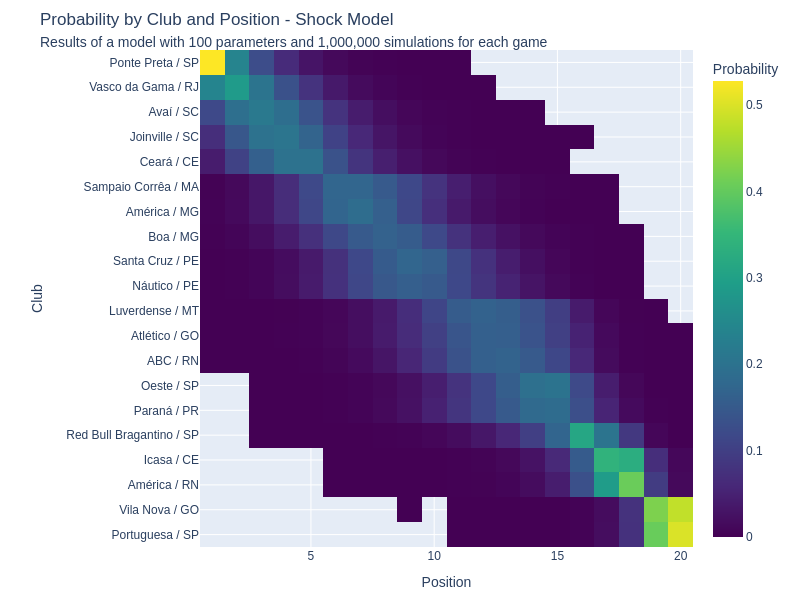 Probability by Club and Position - Shock Model
Results of a model with 100 parameters and 1,000,000 simulations for each game
Probability
Club
Ponte Preta / SP
Vasco da Gama / RJ
Avaí / SC
Joinville / SC
Ceará / CE
Sampaio Corrêa / MA
América / MG
Boa / MG
Santa Cruz / PE
Náutico / PE
Luverdense / MT
Atlético / GO
ABC / RN
Oeste / SP
Paraná / PR
Red Bull Bragantino / SP
Icasa / CE
América / RN
Vila Nova / GO
Portuguesa / SP
0.5
0.4
0.3
0.2
0.1
0
5 10 15 20
Position